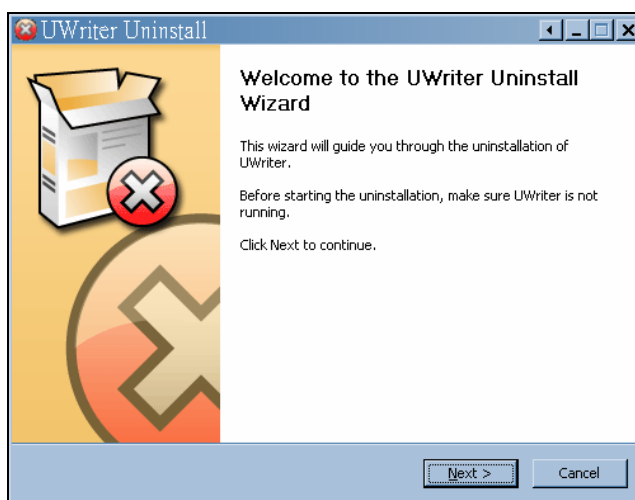 UWriter Uninstall
Welcome to the UWriter Uninstall
Wizard
This wizard will guide you through the uninstallation of
UWriter.
Before starting the uninstallation, make sure UWriter is not
running.
Click Next to continue.
Next >
Cancel